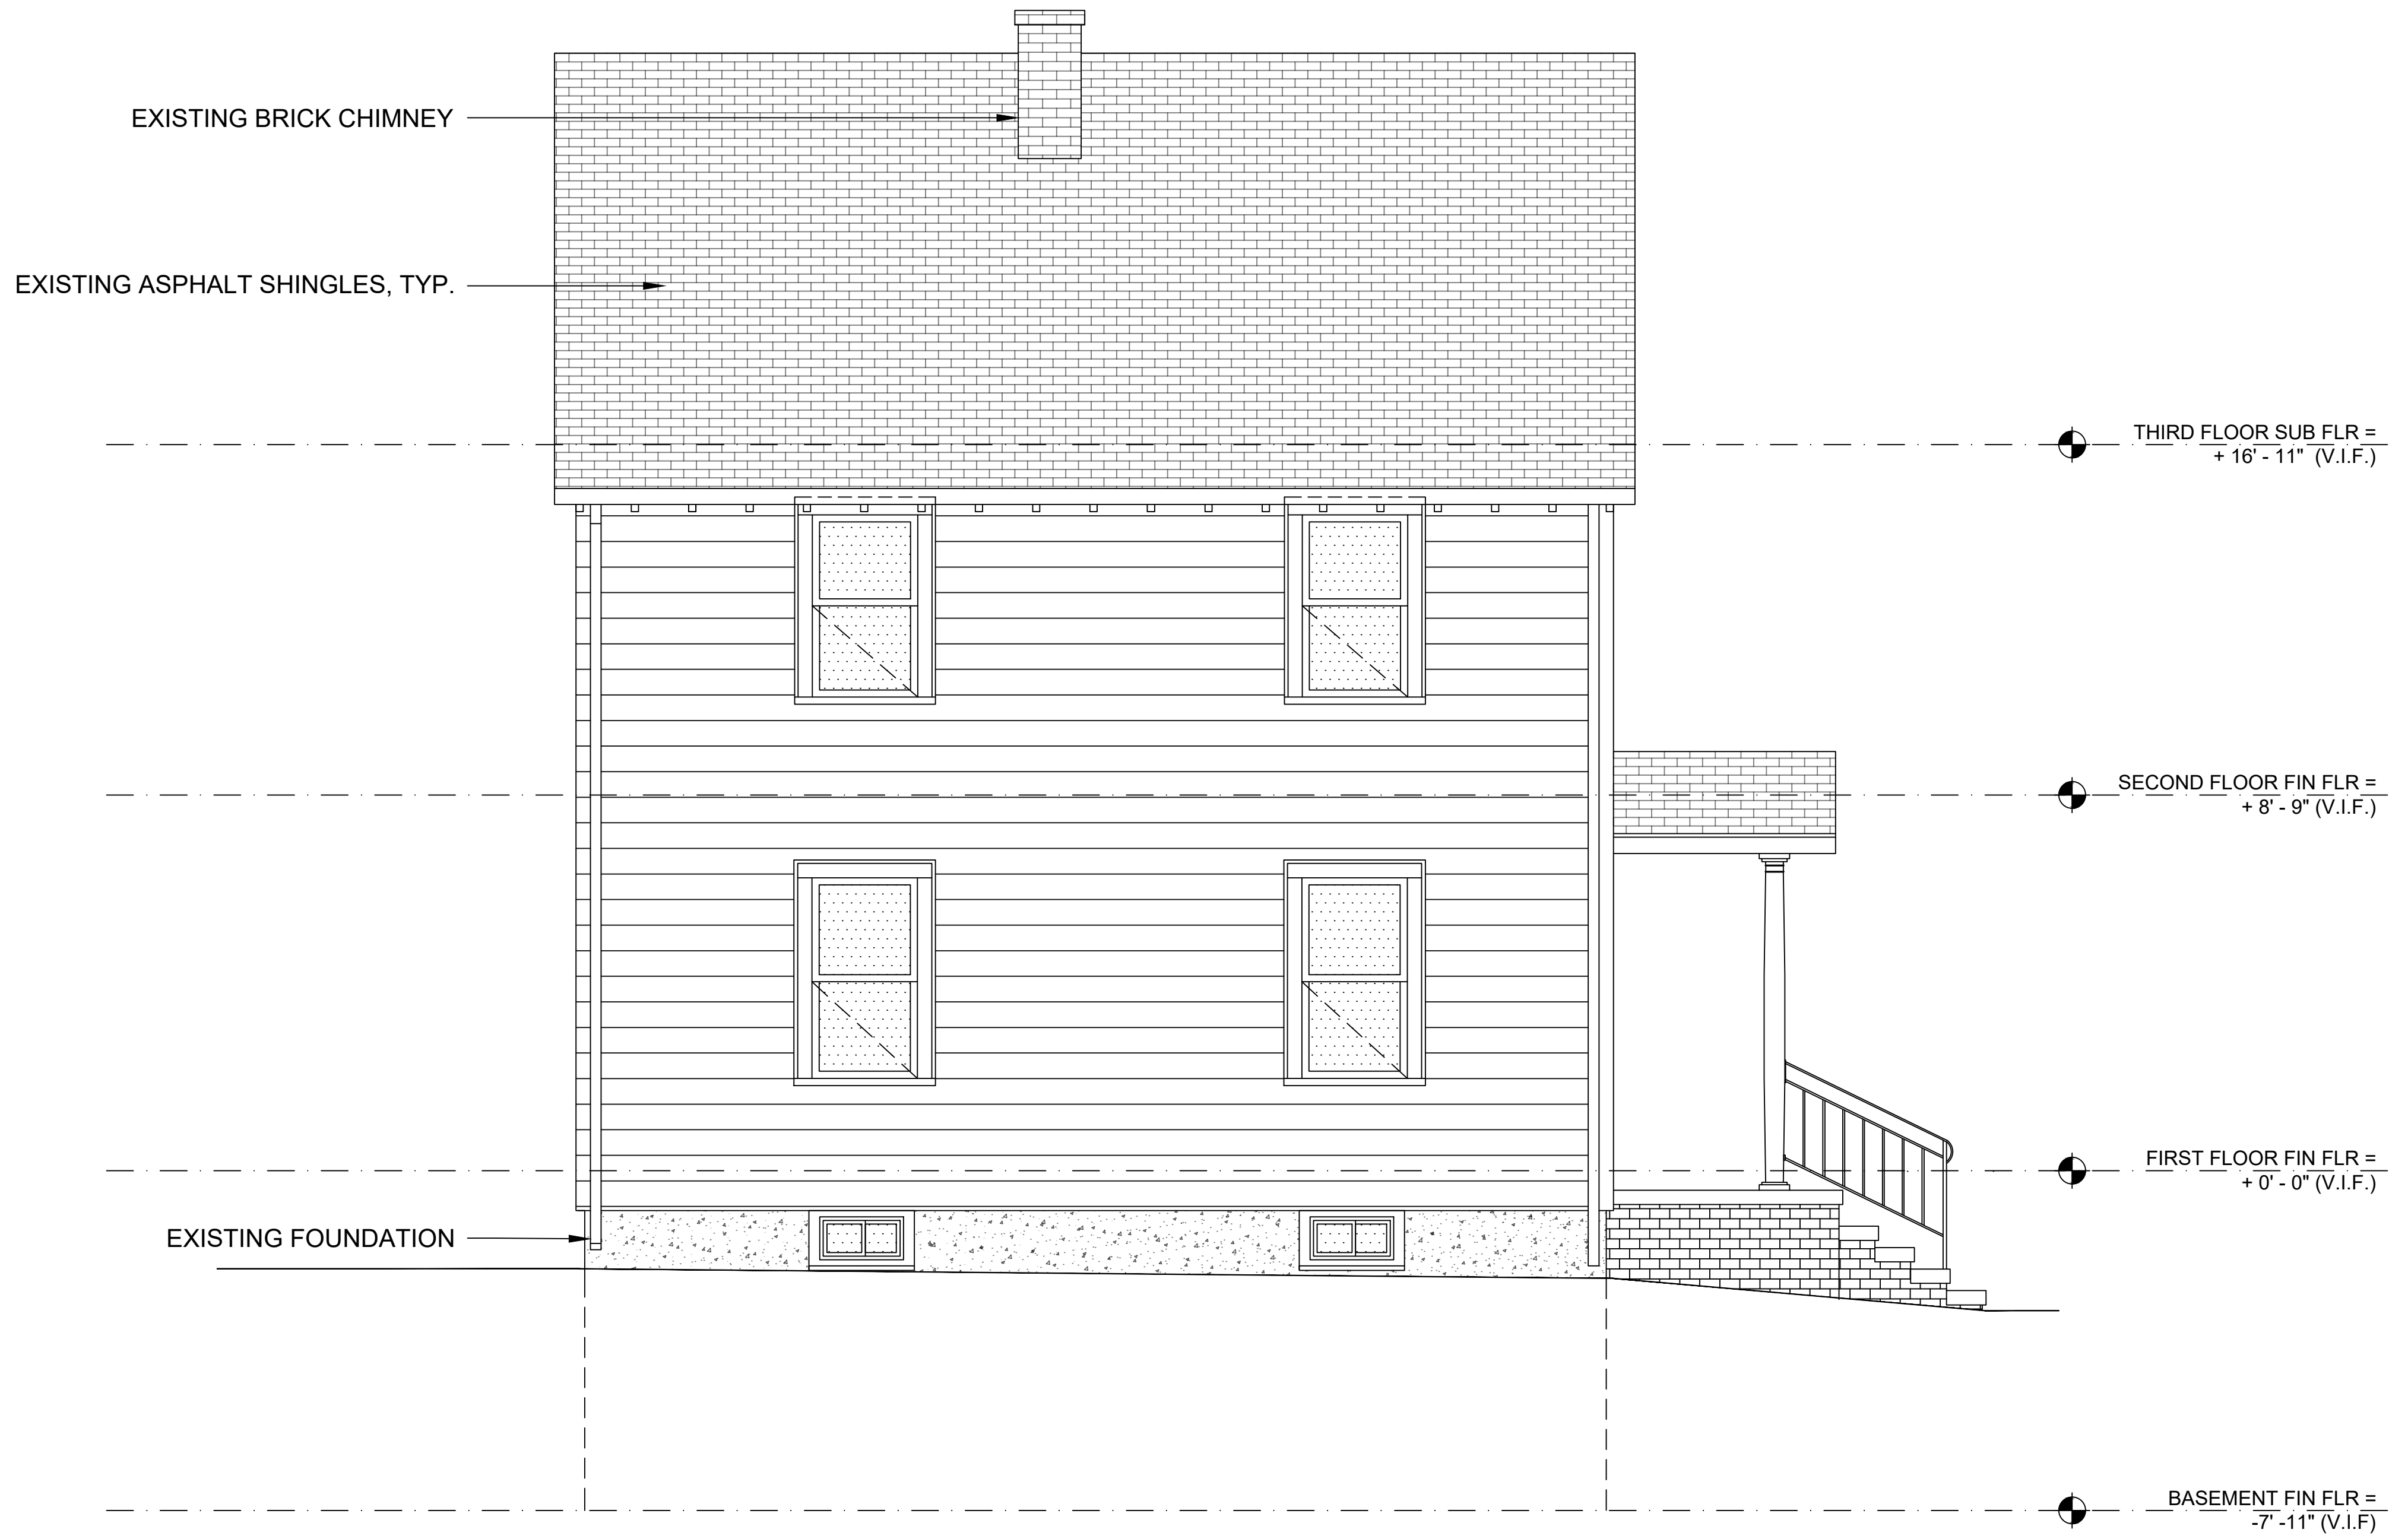 EXISTING BRICK CHIMNEY
EXISTING ASPHALT SHINGLES, TYP.
THIRD FLOOR SUB FLR =
+ 16' - 11" (V.I.F.)
SECOND FLOOR FIN FLR =
+ 8' - 9" (V.I.F.)
FIRST FLOOR FIN FLR =
+ 0' - 0" (V.I.F.)
EXISTING FOUNDATION
BASEMENT FIN FLR =
-7' -11" (V.I.F)